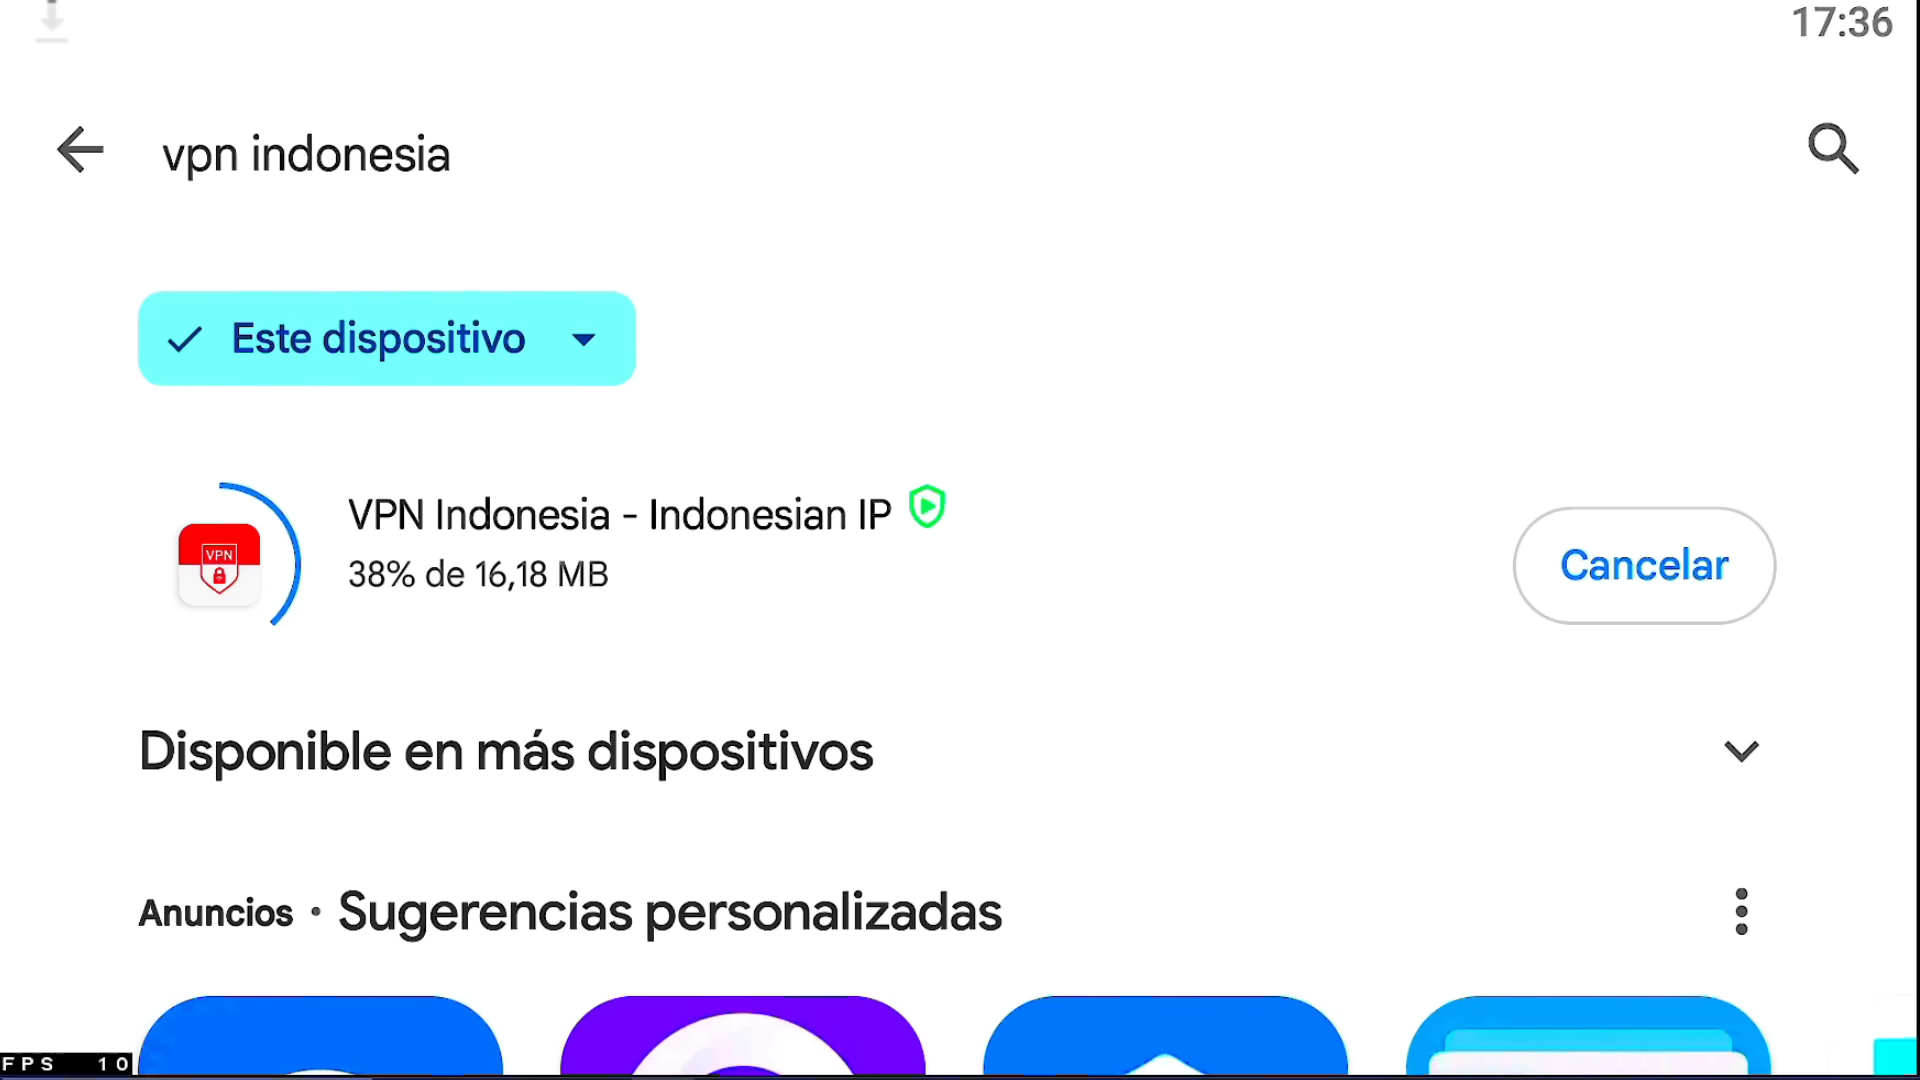 17:36
vpn indonesia
Este dispositivo
VPN Indonesia - Indonesian IP
VPN
38% de 16,18 MB
Cancelar
Disponible en más dispositivos
Anuncios · Sugerencias personalizadas
FPS 10